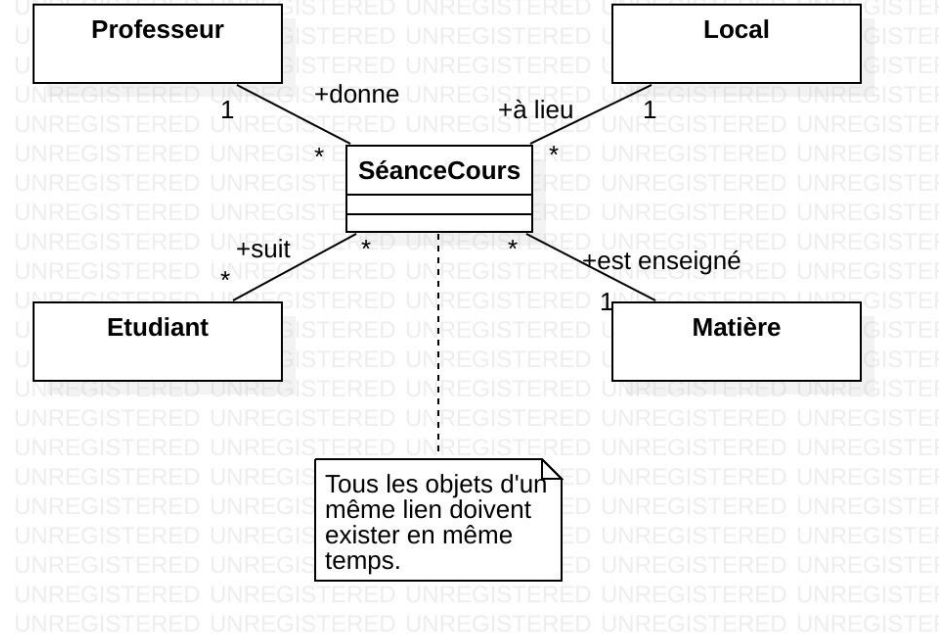 Professeur
Local
+donne
+à lieu
1
1
*
*
SéanceCours
+suit
*
*
+est enseigné
*
1
Etudiant
Matière
Tous les objets d'un
même lien doivent
exister en même
temps.
UNREGISTERED